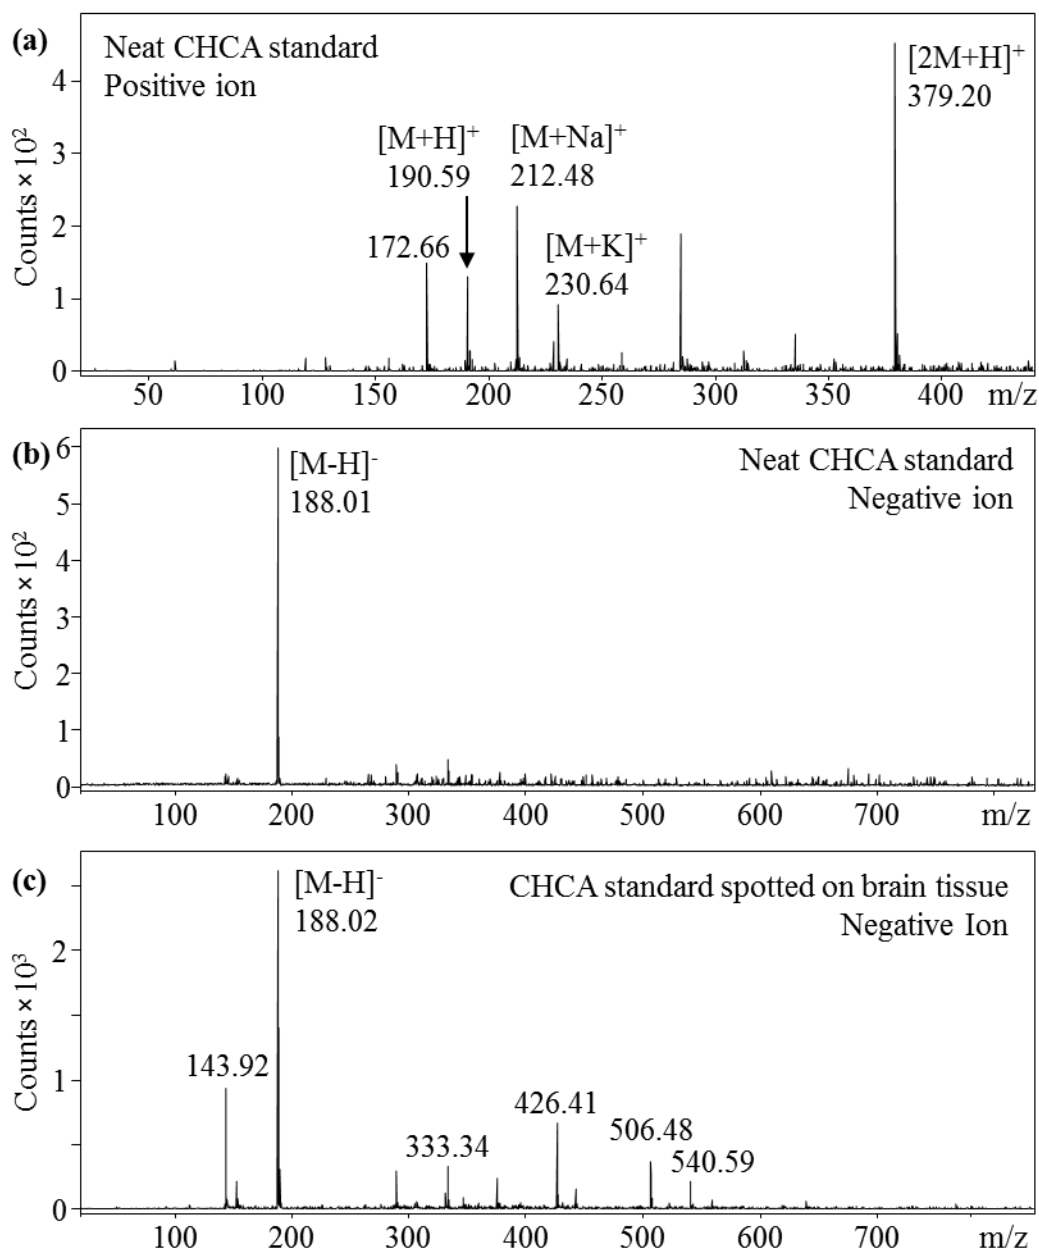 (a)
Neat CHCA standard
Positive ion
[M+H]+
190.59
[M+Na]+
212.48
[2M+H]+
379.20
172.66
[M+K]+
230.64
Counts × 10²
4
3
2
1
0
50 100 150 200 250 300 350 400 m/z
(b)
[M-H]-
188.01
Neat CHCA standard
Negative ion
Counts × 10²
6
5
4
3
2
1
0
100 200 300 400 500 600 700 m/z
(c)
[M-H]-
188.02
CHCA standard spotted on brain tissue
Negative Ion
143.92
333.34
426.41
506.48
540.59
Counts × 10³
2
1
0
100 200 300 400 500 600 700 m/z